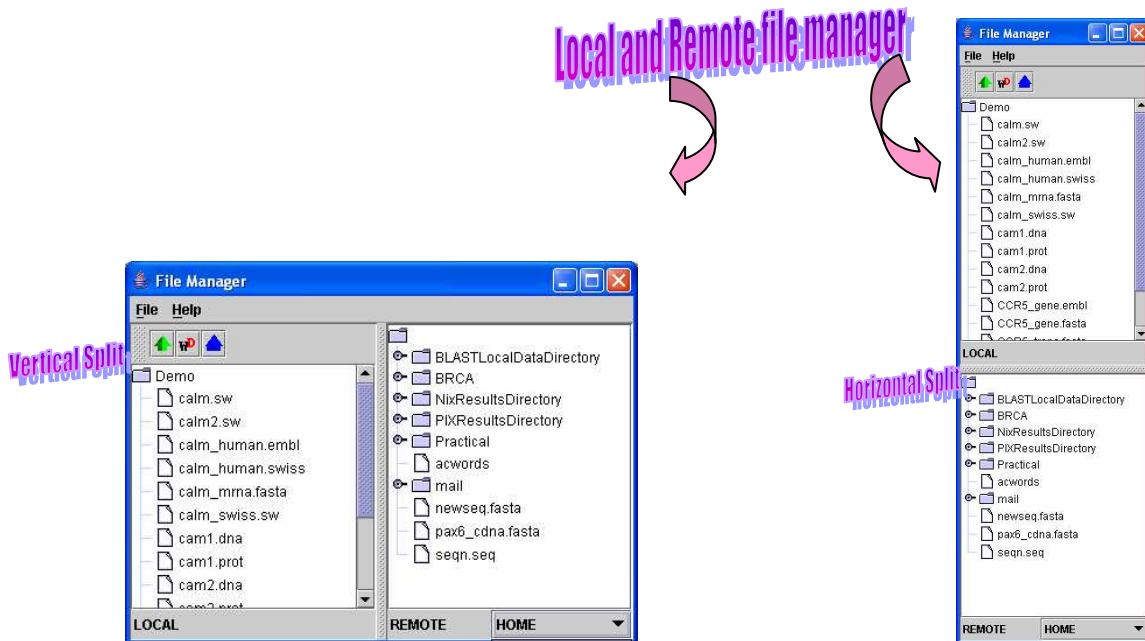 Local and Remote file manager
Vertical Split
File Manager
File Help
WD
Demo
calm.sw
calm2.sw
calm_human.embl
calm_human.swiss
calm_mrna.fasta
calm_swiss.sw
cam1.dna
cam1.prot
cam2.dna
cam2.prot
LOCAL
BLASTLocalDataDirectory
BRCA
NixResultsDirectory
PIXResultsDirectory
Practical
acwords
mail
newseq.fasta
pax6_cdna.fasta
seqn.seq
REMOTE HOME
Horizontal Split
File Manager
File Help
WD
Demo
calm.sw
calm2.sw
calm_human.embl
calm_human.swiss
calm_mrna.fasta
calm_swiss.sw
cam1.dna
cam1.prot
cam2.dna
cam2.prot
CCR5_gene.embl
CCR5_gene.fasta
LOCAL
BLASTLocalDataDirectory
BRCA
NixResultsDirectory
PIXResultsDirectory
Practical
acwords
mail
newseq.fasta
pax6_cdna.fasta
seqn.seq
REMOTE HOME